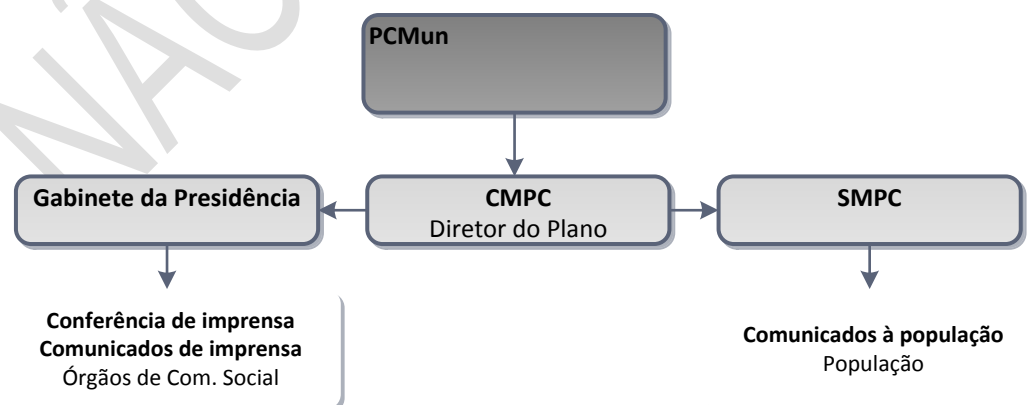 PCMun
Gabinete da Presidência
CMPC
Diretor do Plano
SMPC
Conferência de imprensa
Comunicados de imprensa
Órgãos de Com. Social
Comunicados à população
População